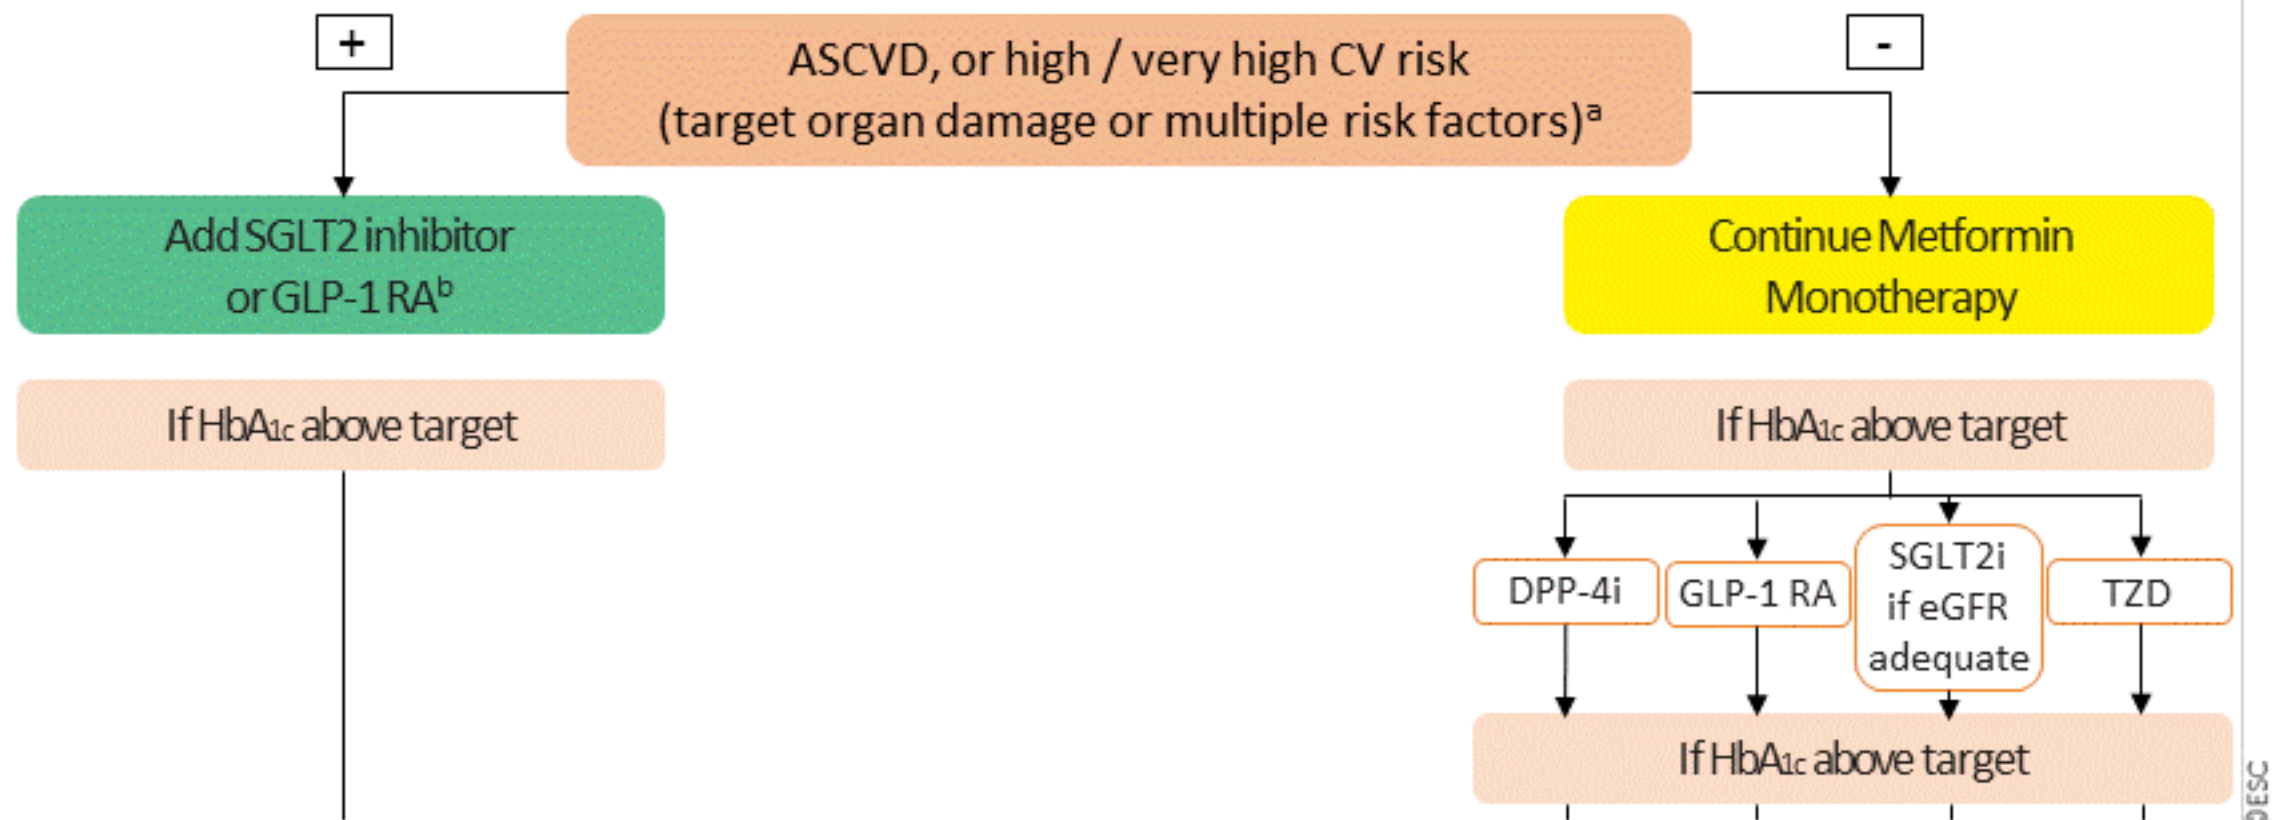 +
ASCVD, or high / very high CV risk
(target organ damage or multiple risk factors)ᵃ
-
Add SGLT2 inhibitor
or GLP-1 RAᵇ
Continue Metformin
Monotherapy
If HbA1c above target
If HbA1c above target
DPP-4i
GLP-1 RA
SGLT2i
if eGFR
adequate
TZD
If HbA1c above target